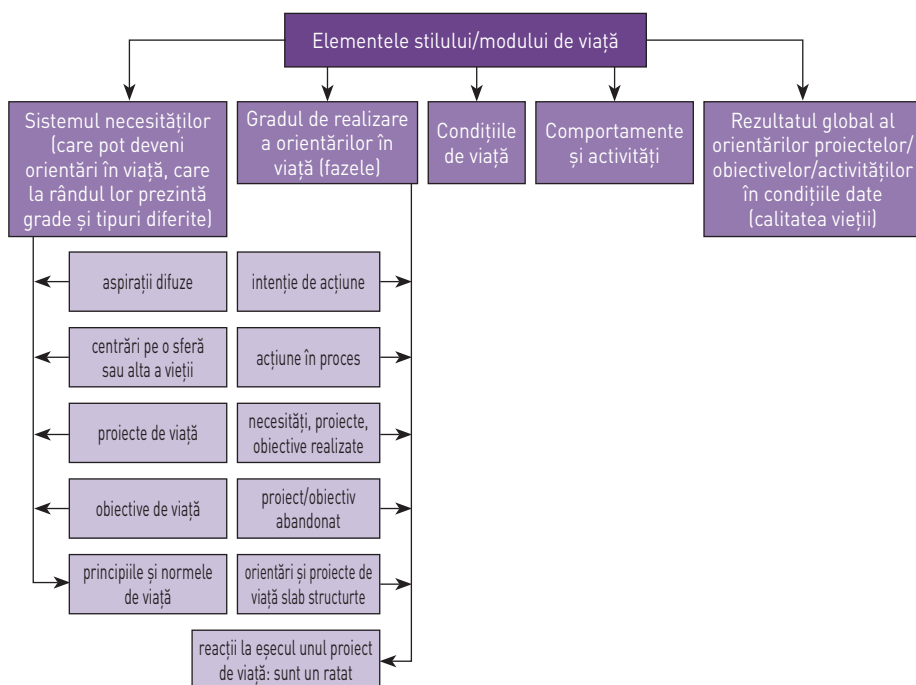 Elementele stilului/modului de viață
Sistemul necesităților
(care pot deveni
orientări în viață, care
la rândul lor prezintă
grade și tipuri diferite)
Gradul de realizare
a orientărilor în
viață (fazele)
Condițiile
de viață
Comportamente
și activități
Rezultatul global al
orientărilor proiectelor/
obiectivelor/activităților
în condițiile date
(calitatea vieții)
aspirații difuze
centrări pe o sferă
sau alta a vieții
proiecte de viață
obiective de viață
principiile și normele
de viață
intenție de acțiune
acțiune în proces
necesități, proiecte,
obiective realizate
proiect/obiectiv
abandonat
orientări și proiecte de
viață slab structurte
reacții la eșecul unul proiect
de viață: sunt un ratat